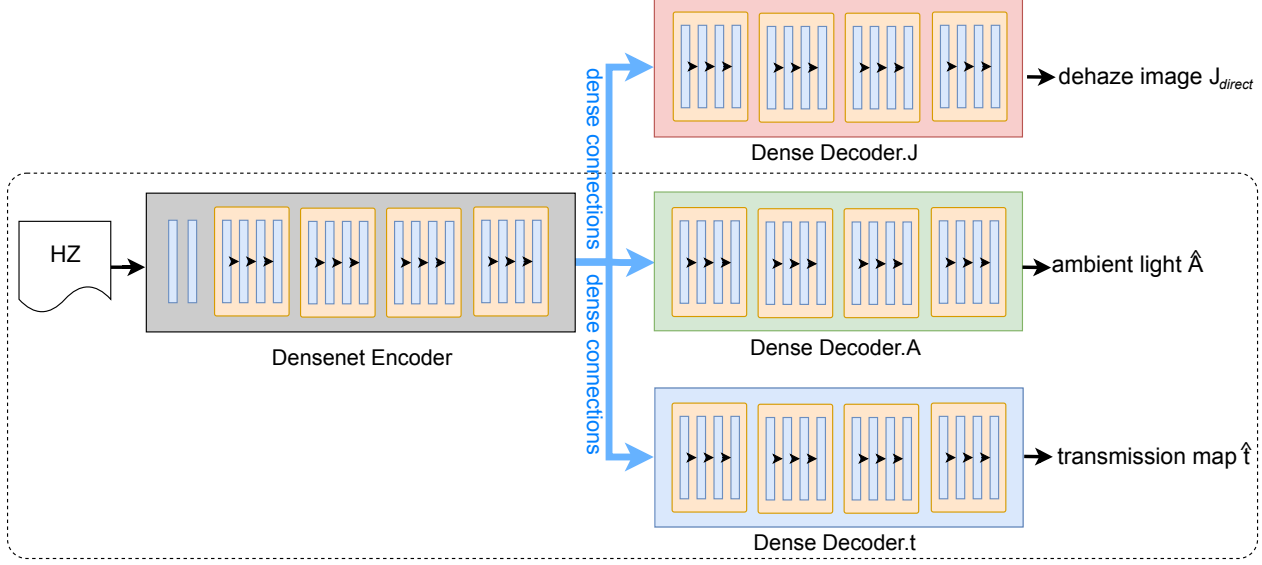 dehaze image J_direct
Dense Decoder.J
dense connections
HZ
Densenet Encoder
ambient light Â
Dense Decoder.A
dense connections
transmission map t̂
Dense Decoder.t